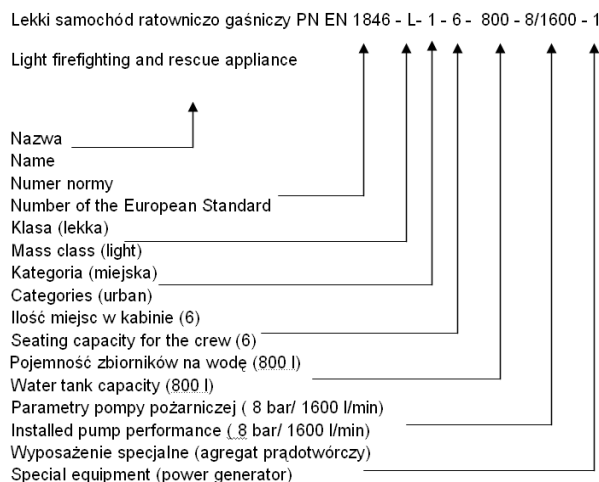 Lekki samochód ratowniczo gaśniczy PN EN 1846 - L- 1 - 6 - 800 - 8/1600 - 1
Light firefighting and rescue appliance
Nazwa
Name
Numer normy
Number of the European Standard
Klasa (lekka)
Mass class (light)
Kategoria (miejska)
Categories (urban)
Ilość miejsc w kabinie (6)
Seating capacity for the crew (6)
Pojemność zbiorników na wodę (800 l)
Water tank capacity (800 l)
Parametry pompy pożarniczej ( 8 bar/ 1600 l/min)
Installed pump performance ( 8 bar/ 1600 l/min)
Wyposażenie specjalne (agregat prądotwórczy)
Special equipment (power generator)